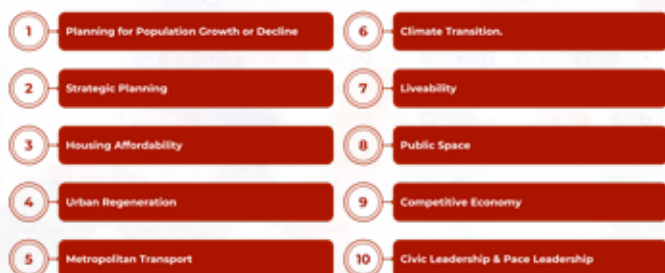 1 Planning for Population Growth or Decline
2 Strategic Planning
3 Housing Affordability
4 Urban Regeneration
5 Metropolitan Transport
6 Climate Transition.
7 Liveability
8 Public Space
9 Competitive Economy
10 Civic Leadership & Pace Leadership